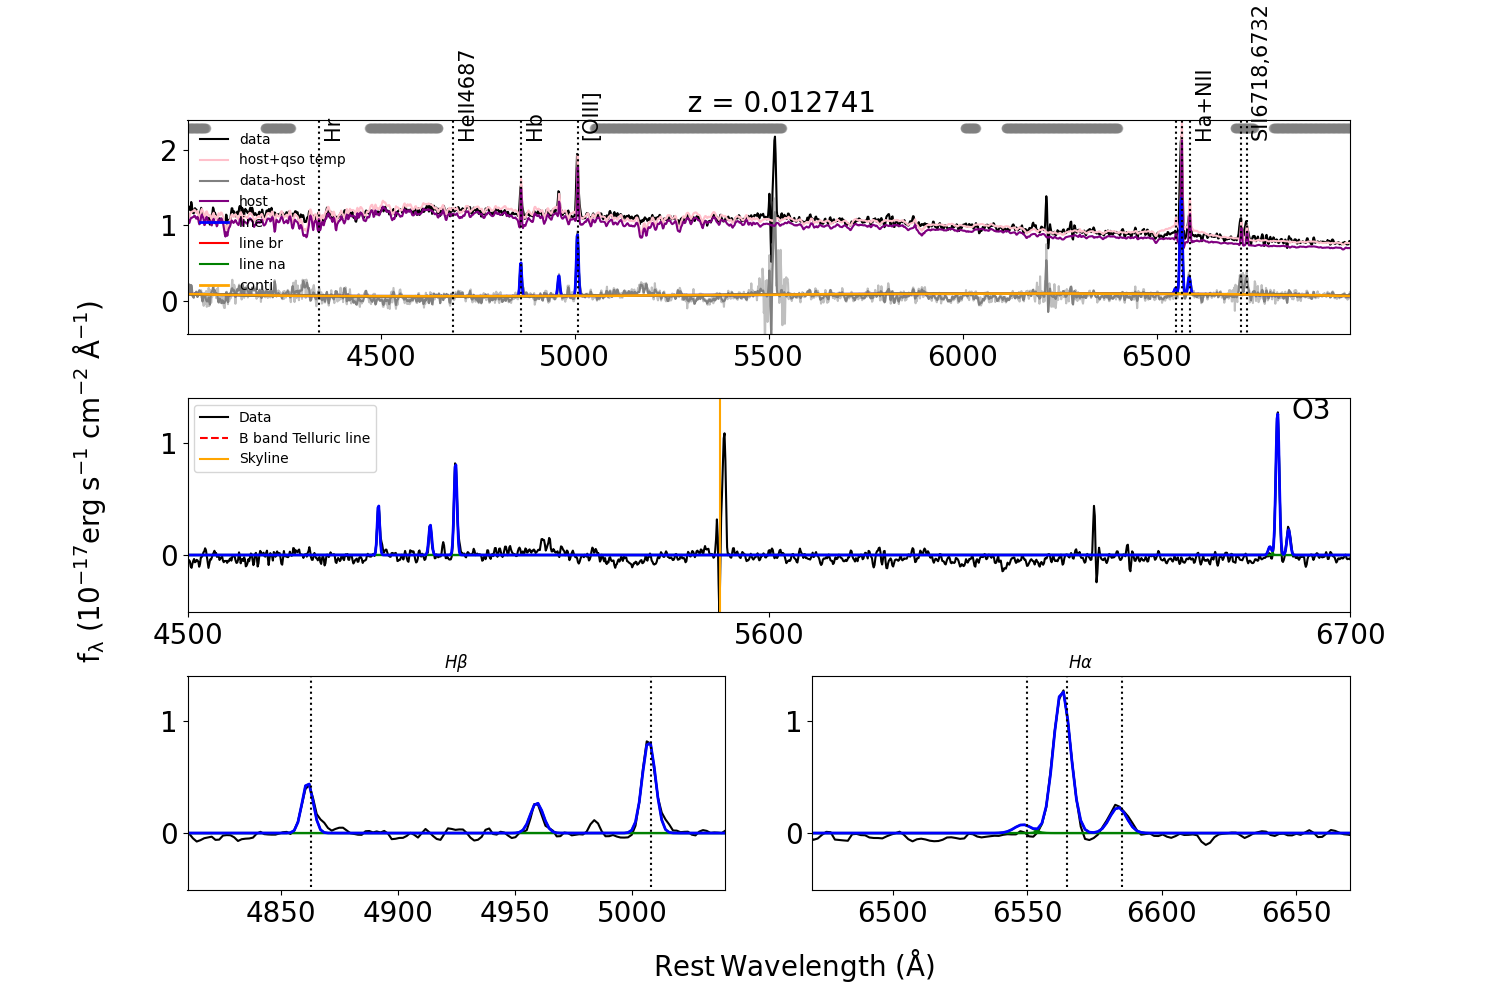 z = 0.012741
Hr
HeII4687
Hb
[OIII]
Ha+NII
SII6718,6732
data
host+qso temp
data-host
host
line
line br
line na
conti
2
1
0
4500 5000 5500 6000 6500
Data
B band Telluric line
Skyline
O3
1
0
4500 5600 6700
fλ (10⁻¹⁷erg s⁻¹ cm⁻² Å⁻¹)
Hβ
1
0
4850 4900 4950 5000
Hα
1
0
6500 6550 6600 6650
Rest Wavelength (Å)